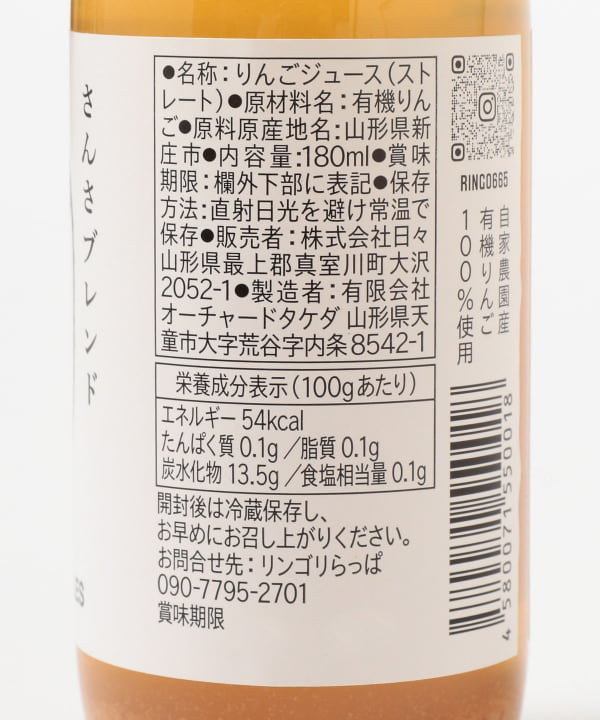 さんさブレンド
●名称：りんごジュース（スト
レート）●原材料名：有機りん
ご●原料原産地名：山形県新
庄市●内容量：180ml●賞味
期限：欄外下部に表記●保存
方法：直射日光を避け常温で
保存●販売者：株式会社日々
山形県最上郡真室川町大沢
2052-1●製造者：有限会社
オーチャードタケダ 山形県天
童市大字荒谷字内条8542-1
栄養成分表示（100gあたり）
エネルギー 54kcal
たんぱく質 0.1g ／脂質 0.1g
炭水化物 13.5g ／食塩相当量 0.1g
開封後は冷蔵保存し、
お早めにお召し上がりください。
お問合せ先：リンゴリらっぱ
090-7795-2701
賞味期限
RINGO665
自家農園産
有機りんご
100%使用
4580071550018